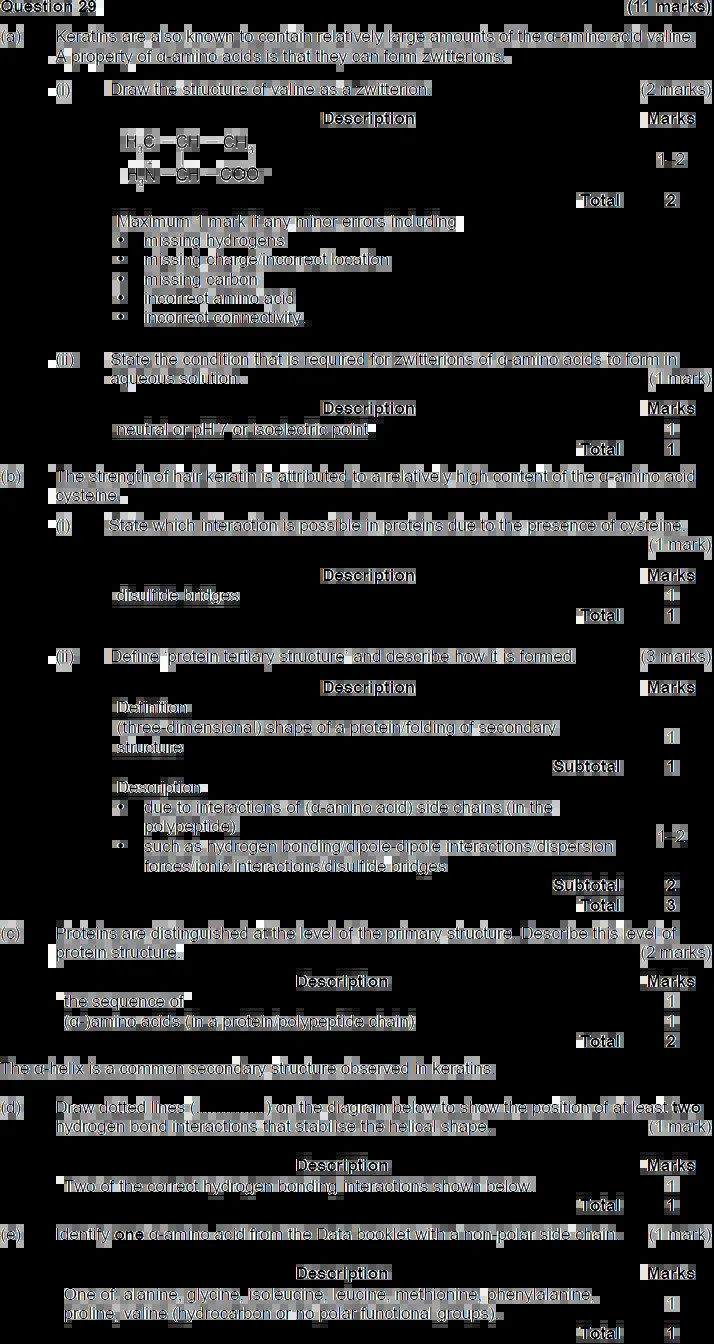 Question 29 (11 marks)
(a) Keratins are also known to contain relatively large amounts of the α-amino acid valine.
A property of α-amino acids is that they can form zwitterions.
(i) Draw the structure of valine as a zwitterion. (2 marks)
Description Marks
H3C — CH — CH3
H3N — CH — COO
1–2
Total 2
Maximum 1 mark if any minor errors including
• missing hydrogens
• missing charge/incorrect location
• missing carbon
• incorrect amino acid
• incorrect connectivity.
(ii) State the condition that is required for zwitterions of α-amino acids to form in
aqueous solution. (1 mark)
Description Marks
neutral or pH 7 or isoelectric point 1
Total 1
(b) The strength of hair keratin is attributed to a relatively high content of the α-amino acid
cysteine.
(i) State which interaction is possible in proteins due to the presence of cysteine.
(1 mark)
Description Marks
disulfide bridges 1
Total 1
(ii) Define 'protein tertiary structure' and describe how it is formed. (3 marks)
Description Marks
Definition
(three-dimensional) shape of a protein/folding of secondary
structure 1
Subtotal 1
Description
• due to interactions of (α-amino acid) side chains (in the
polypeptide)
• such as hydrogen bonding/dipole-dipole interactions/dispersion
forces/ionic interactions/disulfide bridges
1–2
Subtotal 2
Total 3
(c) Proteins are distinguished at the level of the primary structure. Describe this level of
protein structure. (2 marks)
Description Marks
the sequence of 1
(α-)amino acids (in a protein/polypeptide chain) 1
Total 2
The α-helix is a common secondary structure observed in keratins.
(d) Draw dotted lines (..............) on the diagram below to show the position of at least two
hydrogen bond interactions that stabilise the helical shape. (1 mark)
Description Marks
Two of the correct hydrogen bonding interactions shown below. 1
Total 1
(e) Identify one α-amino acid from the Data booklet with a non-polar side chain. (1 mark)
Description Marks
One of, alanine, glycine, isoleucine, leucine, methionine, phenylalanine,
proline, valine (hydrocarbon or no polar functional groups). 1
Total 1